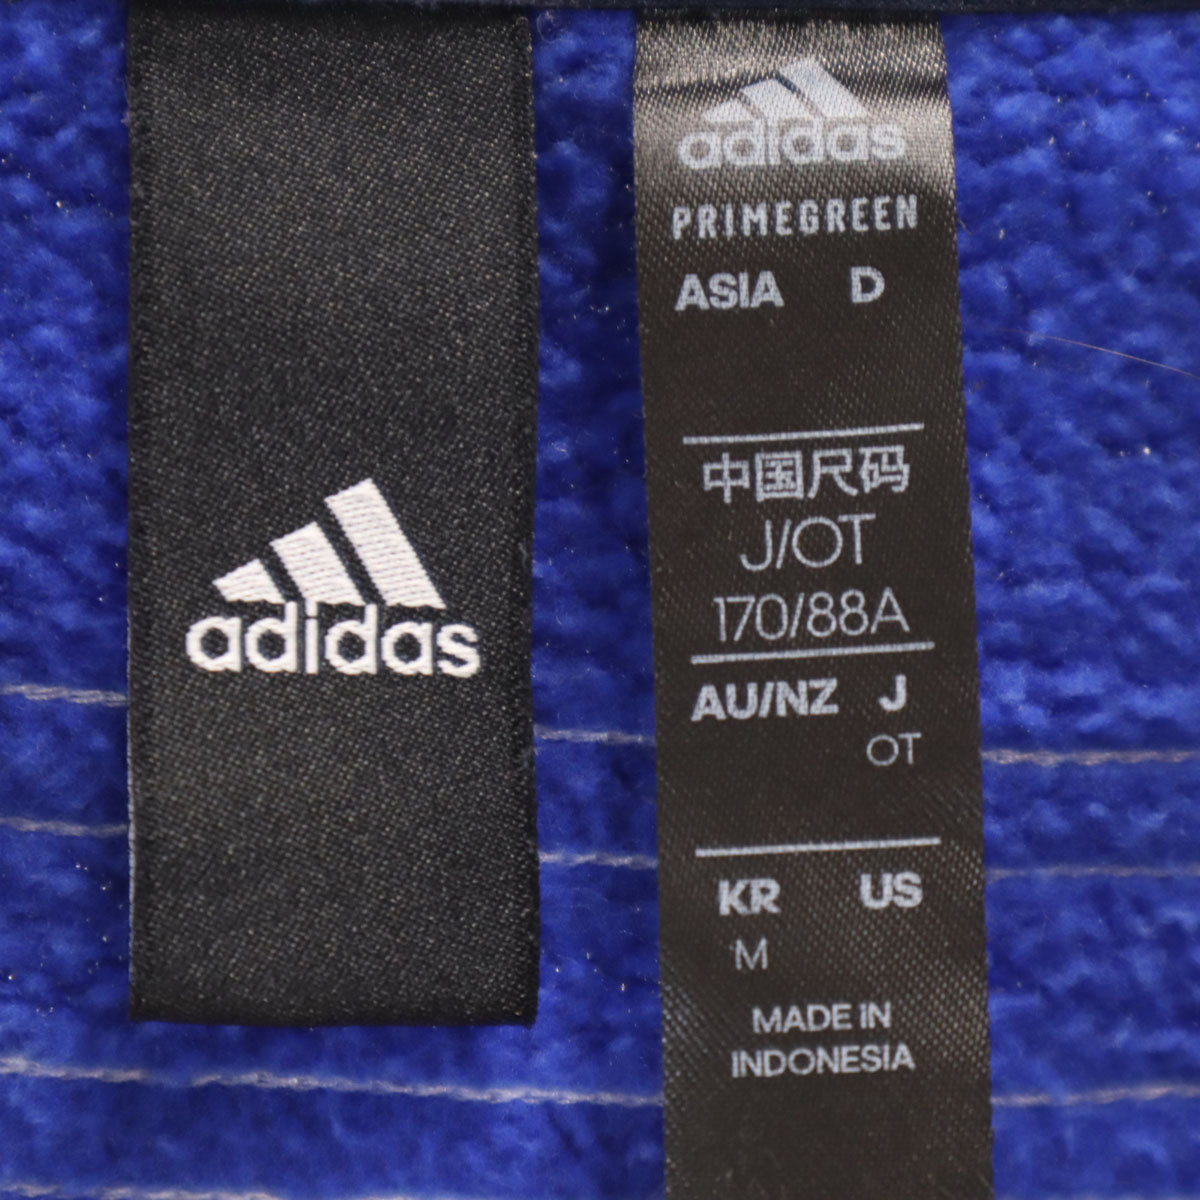 adidas
adidas
PRIMEGREEN
ASIA D
中国尺码
J/OT
170/88A
AU/NZ J
OT
KR US
M
MADE IN
INDONESIA